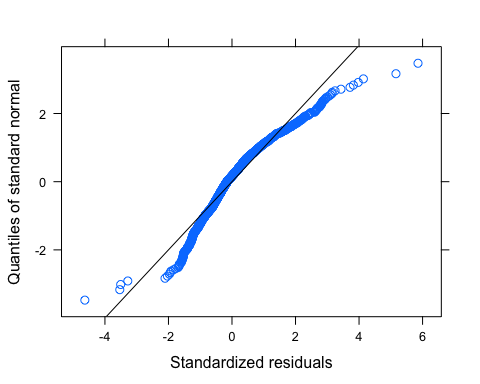 Quantiles of standard normal
2
0
-2
-4 -2 0 2 4 6
Standardized residuals